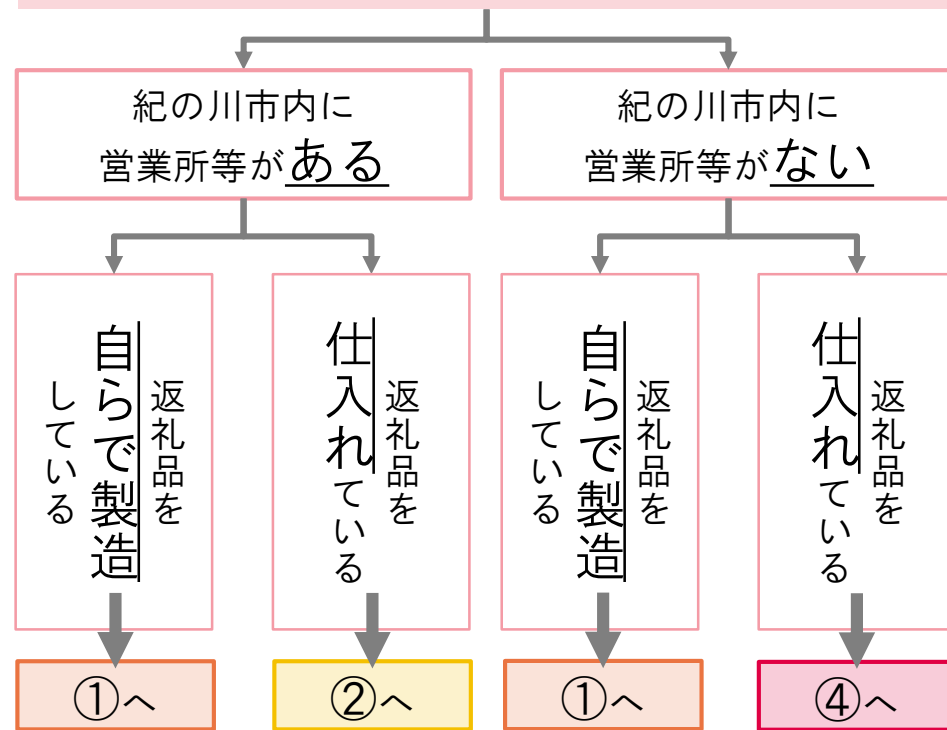 紀の川市内に
営業所等がある
紀の川市内に
営業所等がない
返礼品を
自らで製造
している
返礼品を
仕入れている
返礼品を
自らで製造
している
返礼品を
仕入れている
①へ
②へ
①へ
④へ